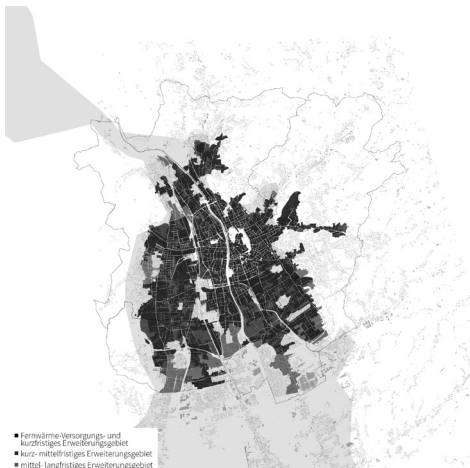 Fernwärme-Versorgungs- und
kurzfristiges Erweiterungsgebiet
kurz- mittelfristiges Erweiterungsgebiet
mittel- langfristiges Erweiterungsgebiet